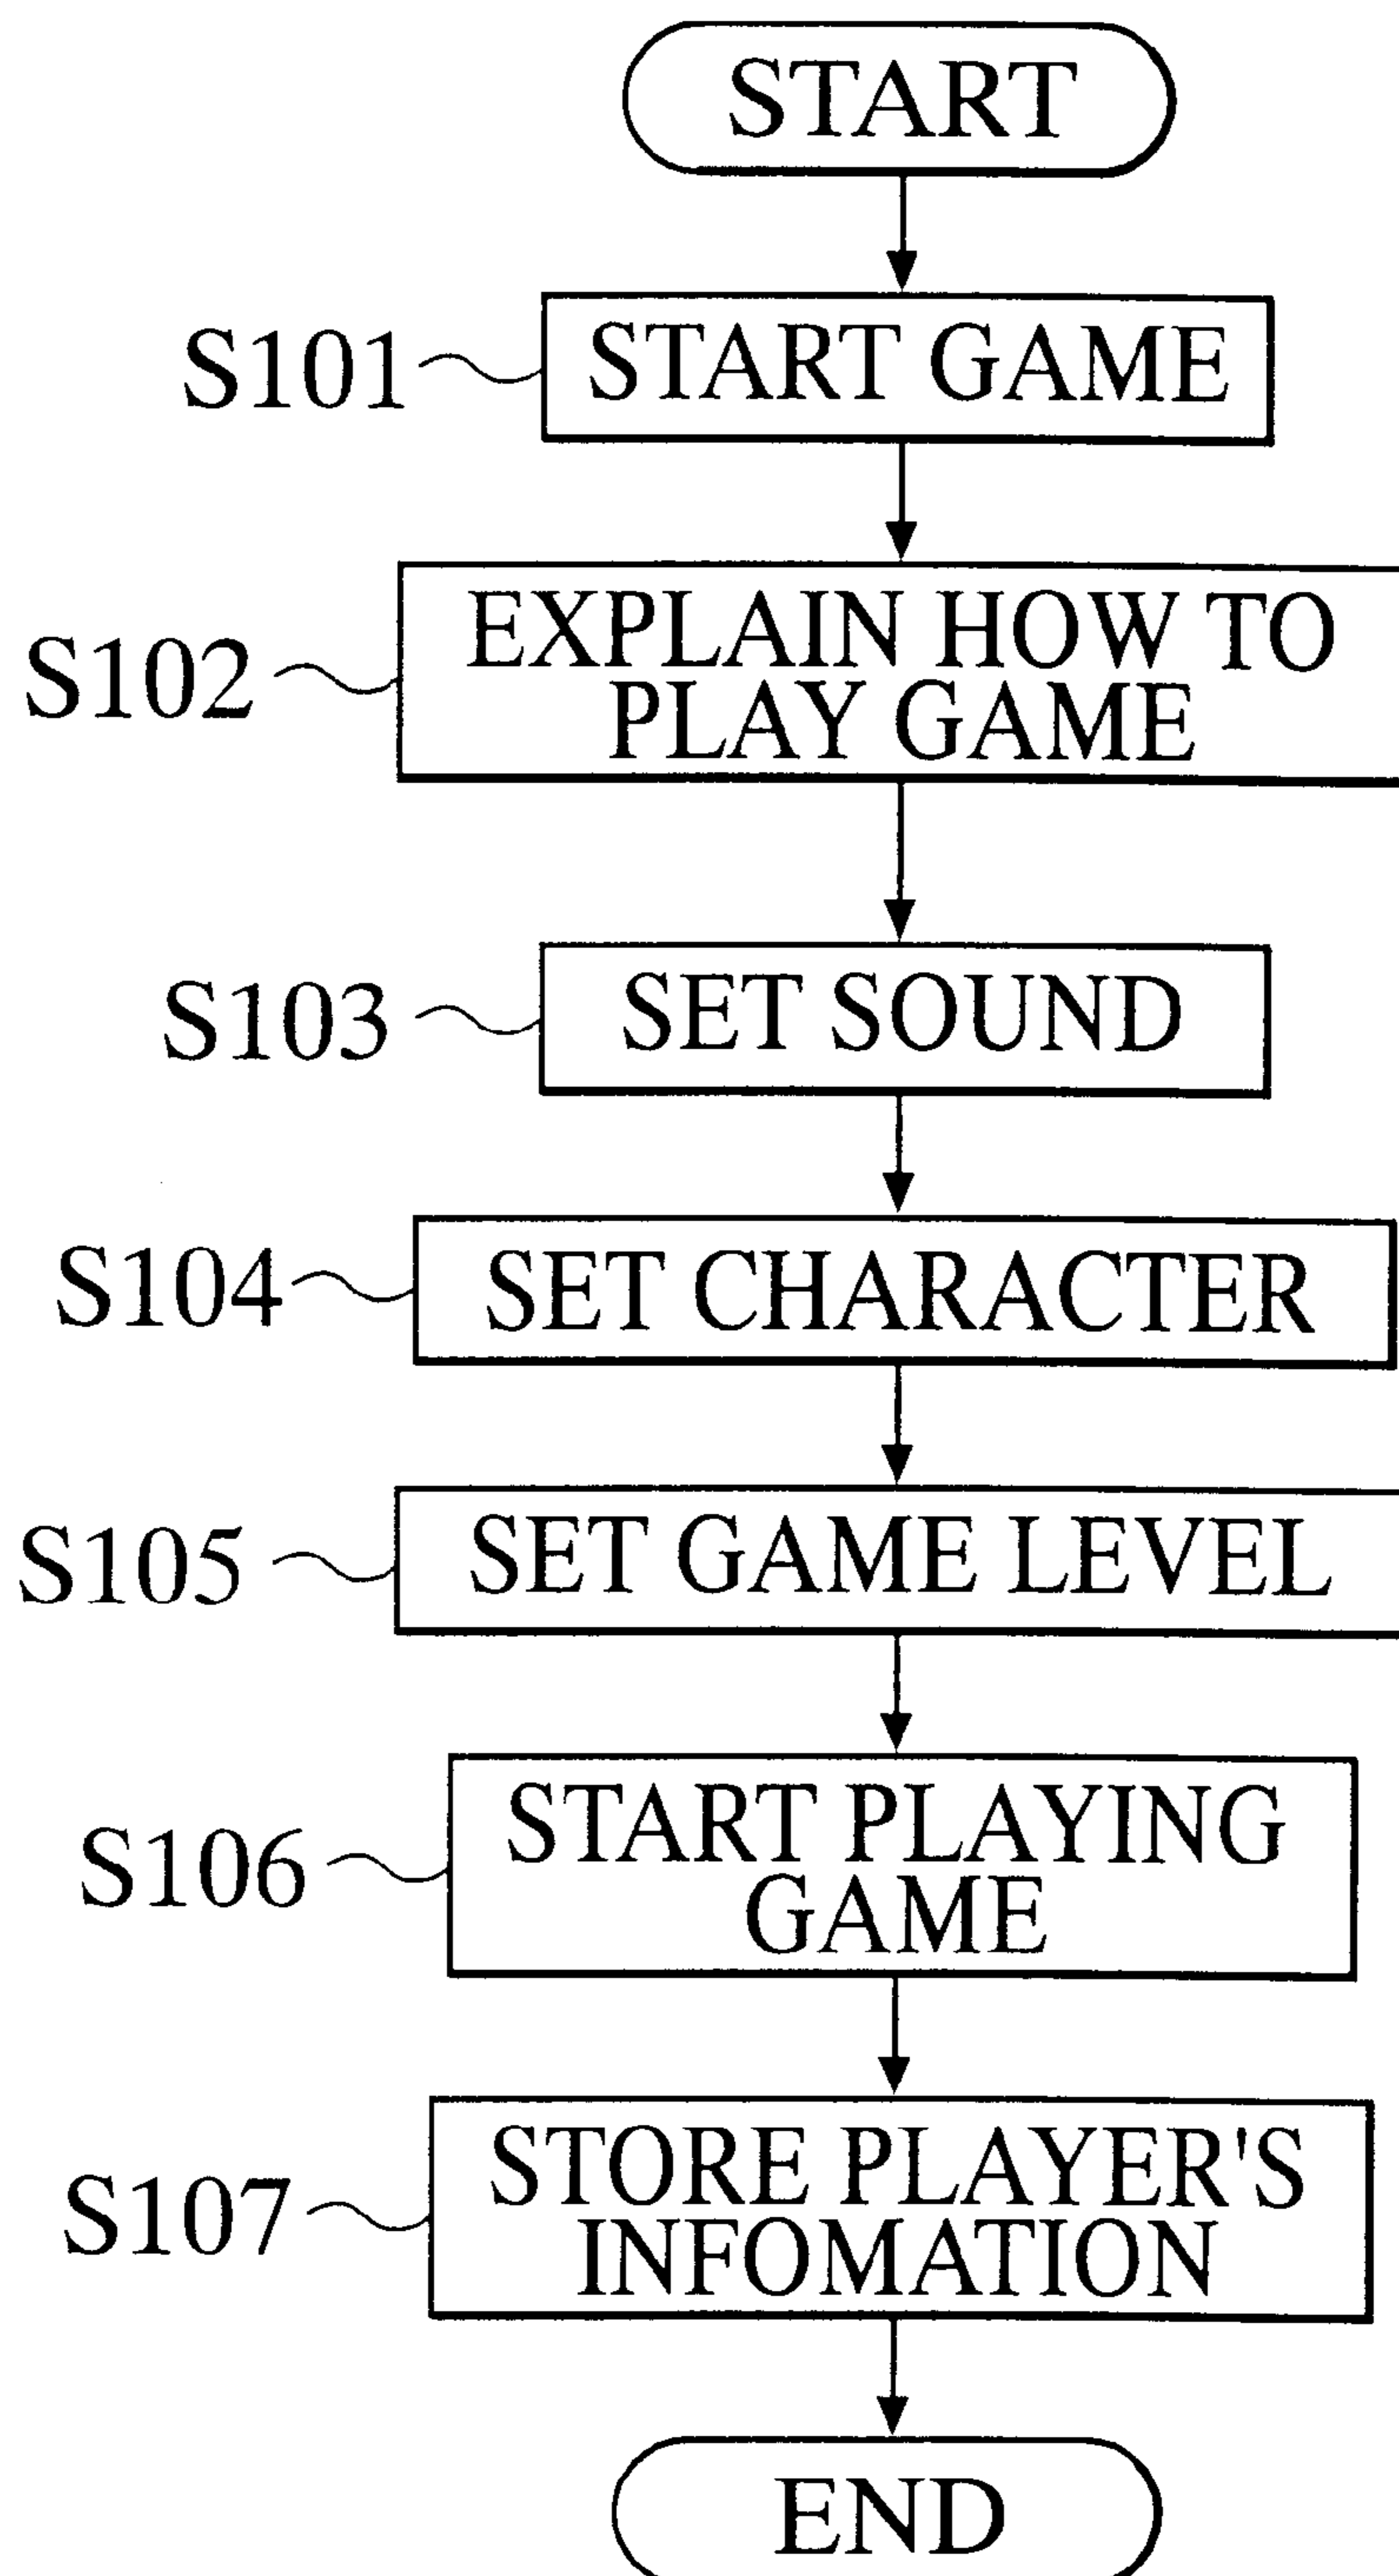 START
S101 START GAME
S102 EXPLAIN HOW TO
PLAY GAME
S103 SET SOUND
S104 SET CHARACTER
S105 SET GAME LEVEL
S106 START PLAYING
GAME
S107 STORE PLAYER'S
INFOMATION
END